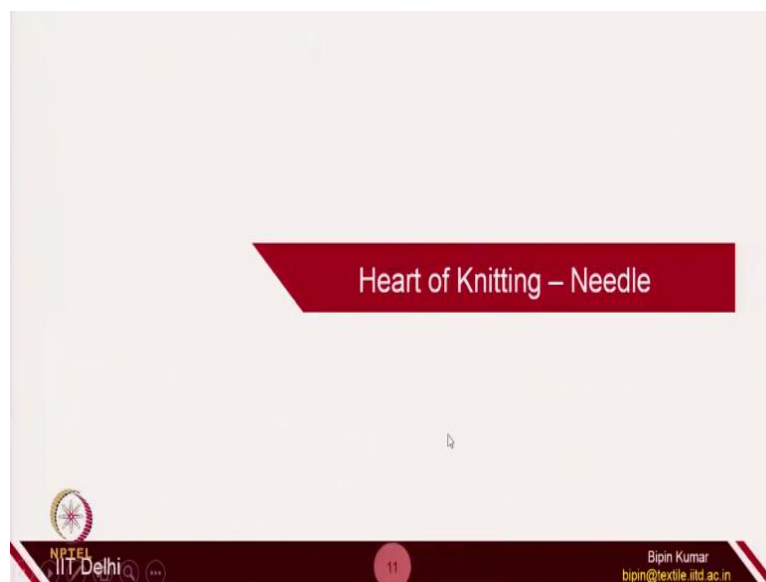 Heart of Knitting – Needle
NPTEL
IIT Delhi
11
Bipin Kumar
bipin@textile.iitd.ac.in